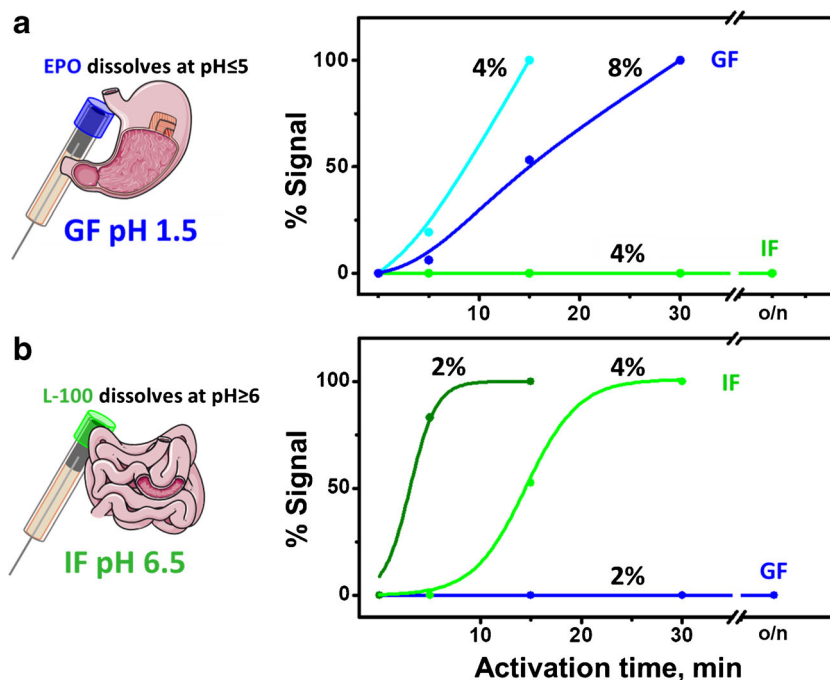 a
EPO dissolves at pH≤5
GF pH 1.5
% Signal
100
50
0
4%
8%
GF
4%
IF
10
20
30
o/n
b
L-100 dissolves at pH≥6
IF pH 6.5
% Signal
100
50
0
2%
4%
IF
2%
GF
10
20
30
o/n
Activation time, min